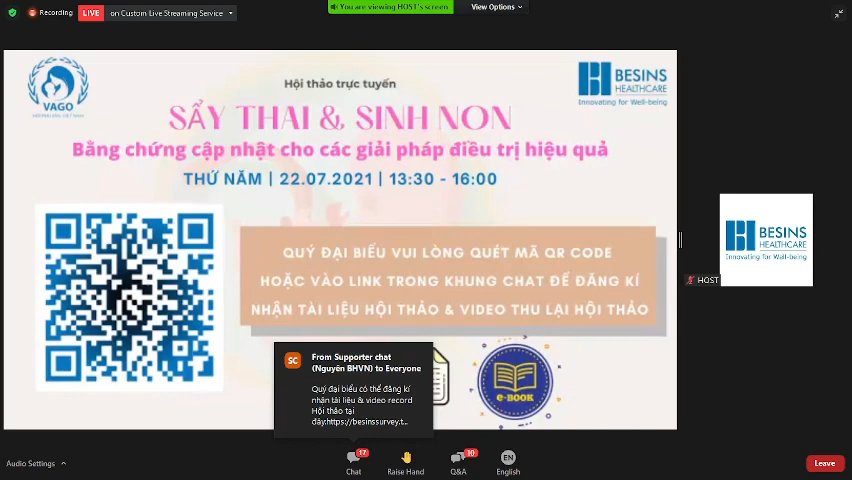 Recording
LIVE
on Custom Live Streaming Service
You are viewing HOST's screen
View Options
VAGO
Hội thảo trực tuyến
BESINS
HEALTHCARE
Innovating for Well-being
SẨY THAI & SINH NON
Bằng chứng cập nhật cho các giải pháp điều trị hiệu quả
THỨ NĂM | 22.07.2021 | 13:30 - 16:00
QUÝ ĐẠI BIỂU VUI LÒNG QUÉT MÃ QR CODE
HOẶC VÀO LINK TRONG KHUNG CHAT ĐỂ ĐĂNG KÍ
NHẬN TÀI LIỆU HỘI THẢO & VIDEO THU LẠI HỘI THẢO
BESINS
HEALTHCARE
Innovating for Well-being
HOST
SC
From Supporter chat
(Nguyên BHVN) to Everyone
Quý đại biểu có thể đăng kí
nhận tài liệu & video record
Hội thảo tại
đây:https://besinssurvey.t...
e-BOOK
Audio Settings
17
Chat
Raise Hand
10
Q&A
EN
English
Leave